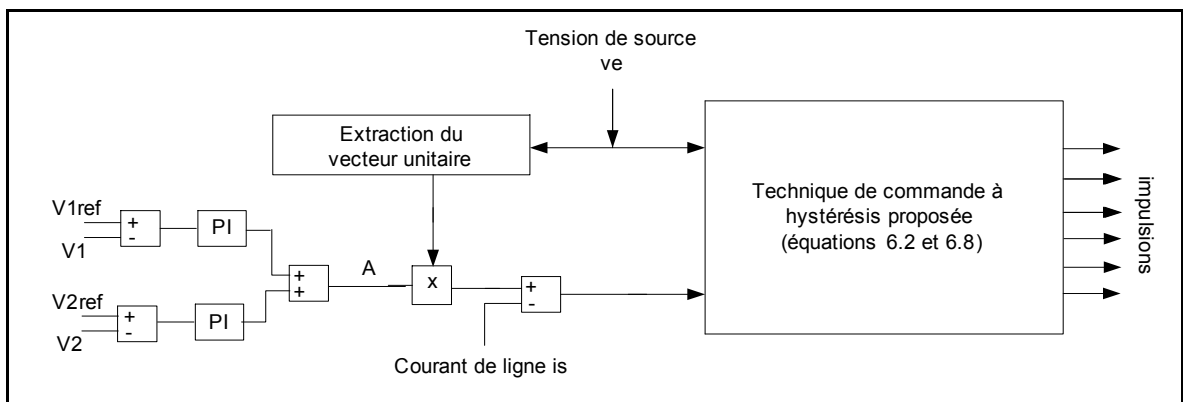 Tension de source
ve
Extraction du
vecteur unitaire
Technique de commande à
hystérésis proposée
(équations 6.2 et 6.8)
impulsions
V1ref
+
-
V1
PI
+
+
A
x
+
-
V2ref
+
-
V2
PI
Courant de ligne is